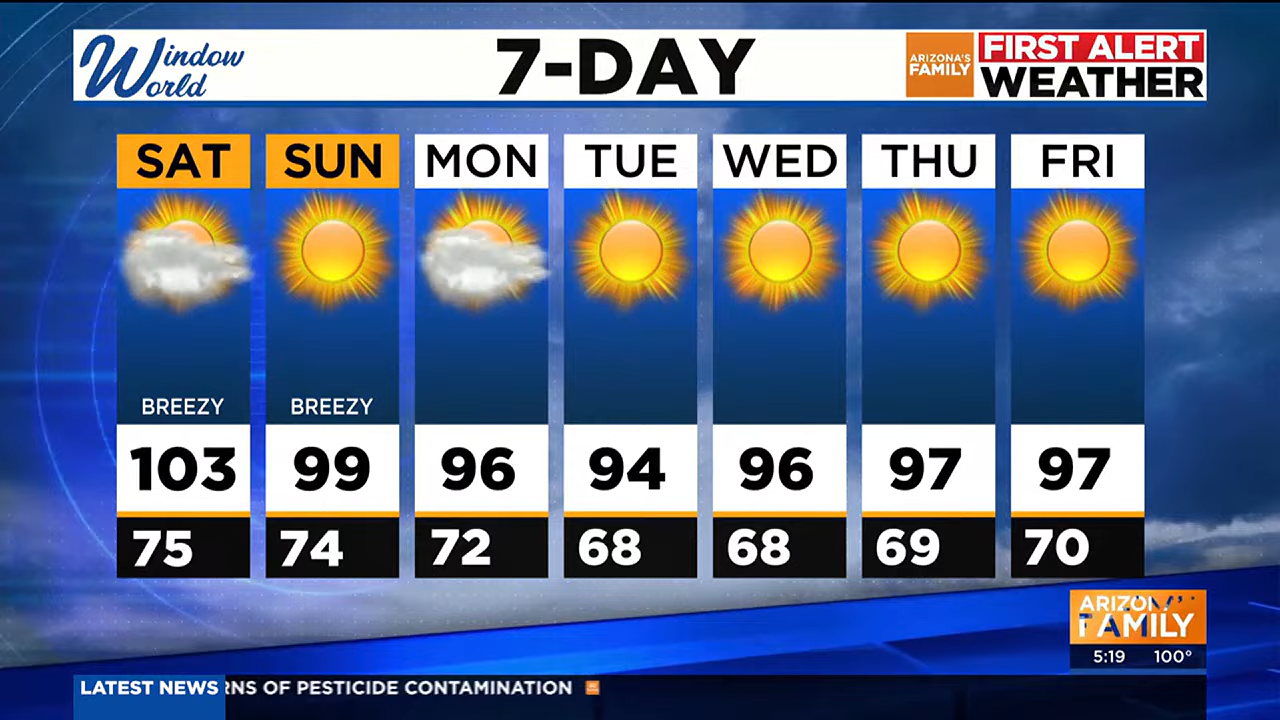 Window World
7-DAY
ARIZONA'S FAMILY
FIRST ALERT
WEATHER
SAT SUN MON TUE WED THU FRI
BREEZY BREEZY
103 99 96 94 96 97 97
75 74 72 68 68 69 70
FAMILY
5:19 100°
LATEST NEWS
OF PESTICIDE CONTAMINATION